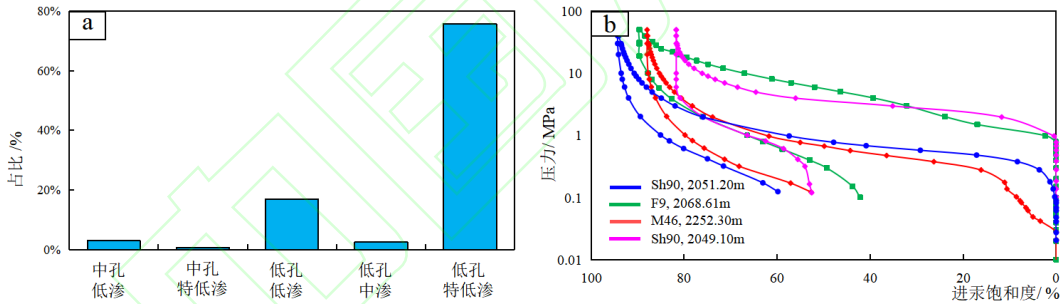 a
80%
60%
40%
20%
0%
占比/%
中孔
低渗
中孔
特低渗
低孔
低渗
低孔
中渗
低孔
特低渗
b
100
10
1
0.1
0.01
压力/ MPa
Sh90, 2051.20m
F9, 2068.61m
M46, 2252.30m
Sh90, 2049.10m
100 80 60 40 20 0
进汞饱和度/ %